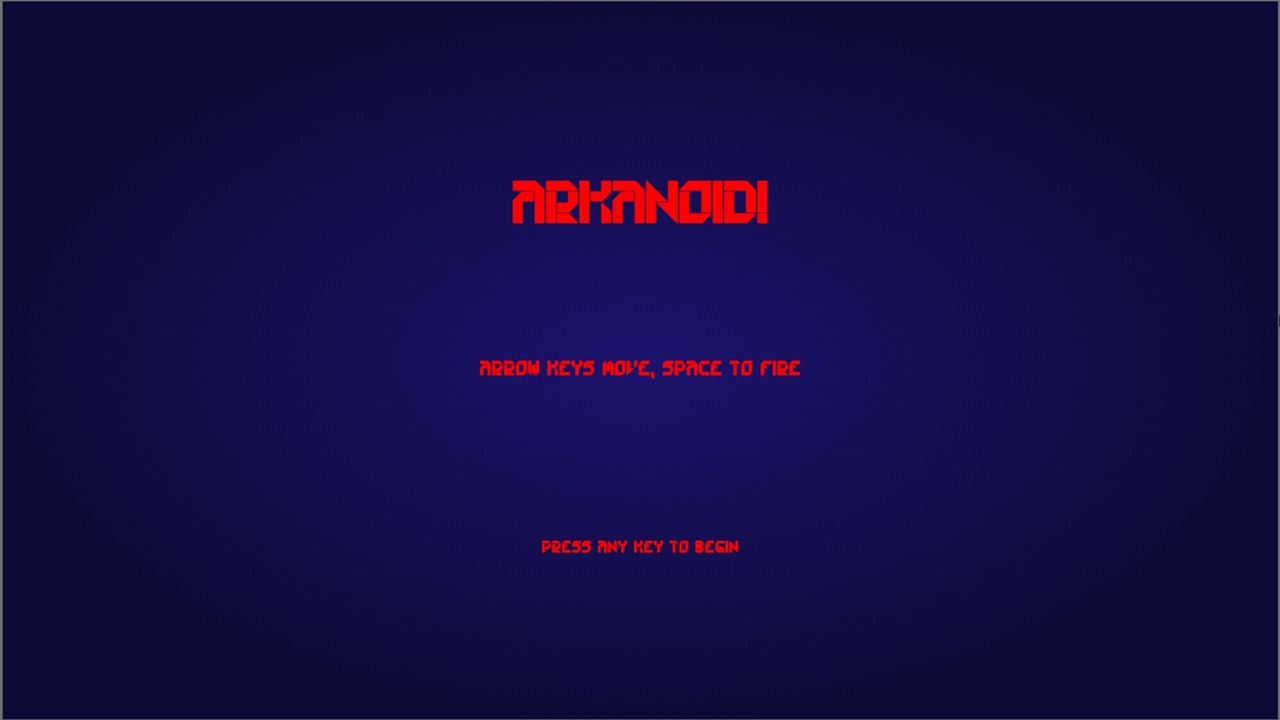 ARKANOID!
ARROW KEYS MOVE, SPACE TO FIRE
PRESS ANY KEY TO BEGIN